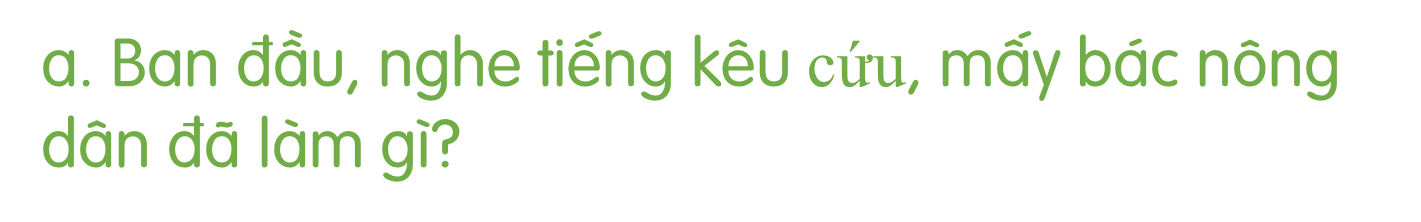 a. Ban đầu, nghe tiếng kêu cứu, mấy bác nông
dân đã làm gì?